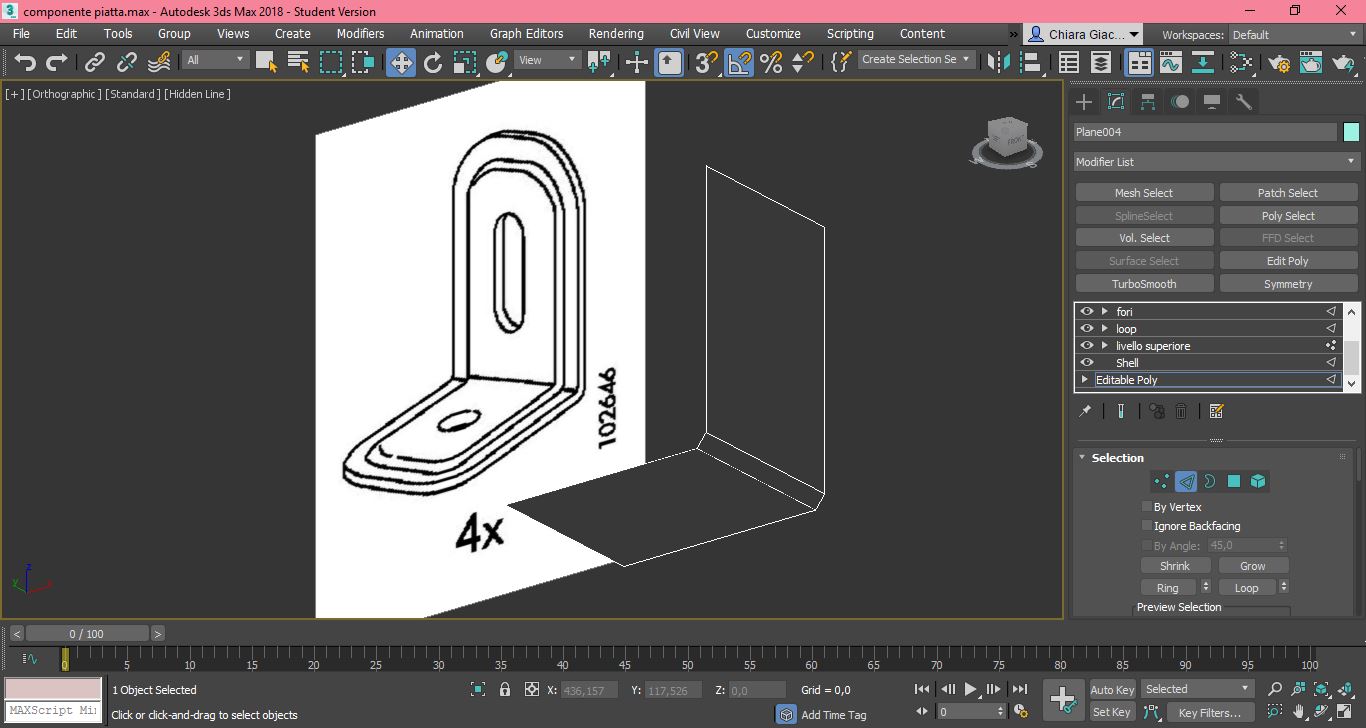 componente piatta.max - Autodesk 3ds Max 2018 - Student Version
File Edit Tools Group Views Create Modifiers Animation Graph Editors Rendering Civil View Customize Scripting Content » Chiara Giac... Workspaces: Default
All View 3 Create Selection Se
[+] [Orthographic] [Standard] [Hidden Line]
FRONT
Plane004
Modifier List
Mesh Select Patch Select
SplineSelect Poly Select
Vol. Select FFD Select
Surface Select Edit Poly
TurboSmooth Symmetry
fori
loop
livello superiore
Shell
Editable Poly
102646
4x
Selection
By Vertex
Ignore Backfacing
By Angle: 45,0
Shrink Grow
Ring Loop
Preview Selection
z
y
x
< 0 / 100 >
0 5 10 15 20 25 30 35 40 45 50 55 60 65 70 75 80 85 90 95 100
1 Object Selected X: 436,157 Y: 117,526 Z: 0,0 Grid = 0,0 Auto Key Selected
MAXScript Mi
Click or click-and-drag to select objects Add Time Tag 0 Set Key Key Filters...